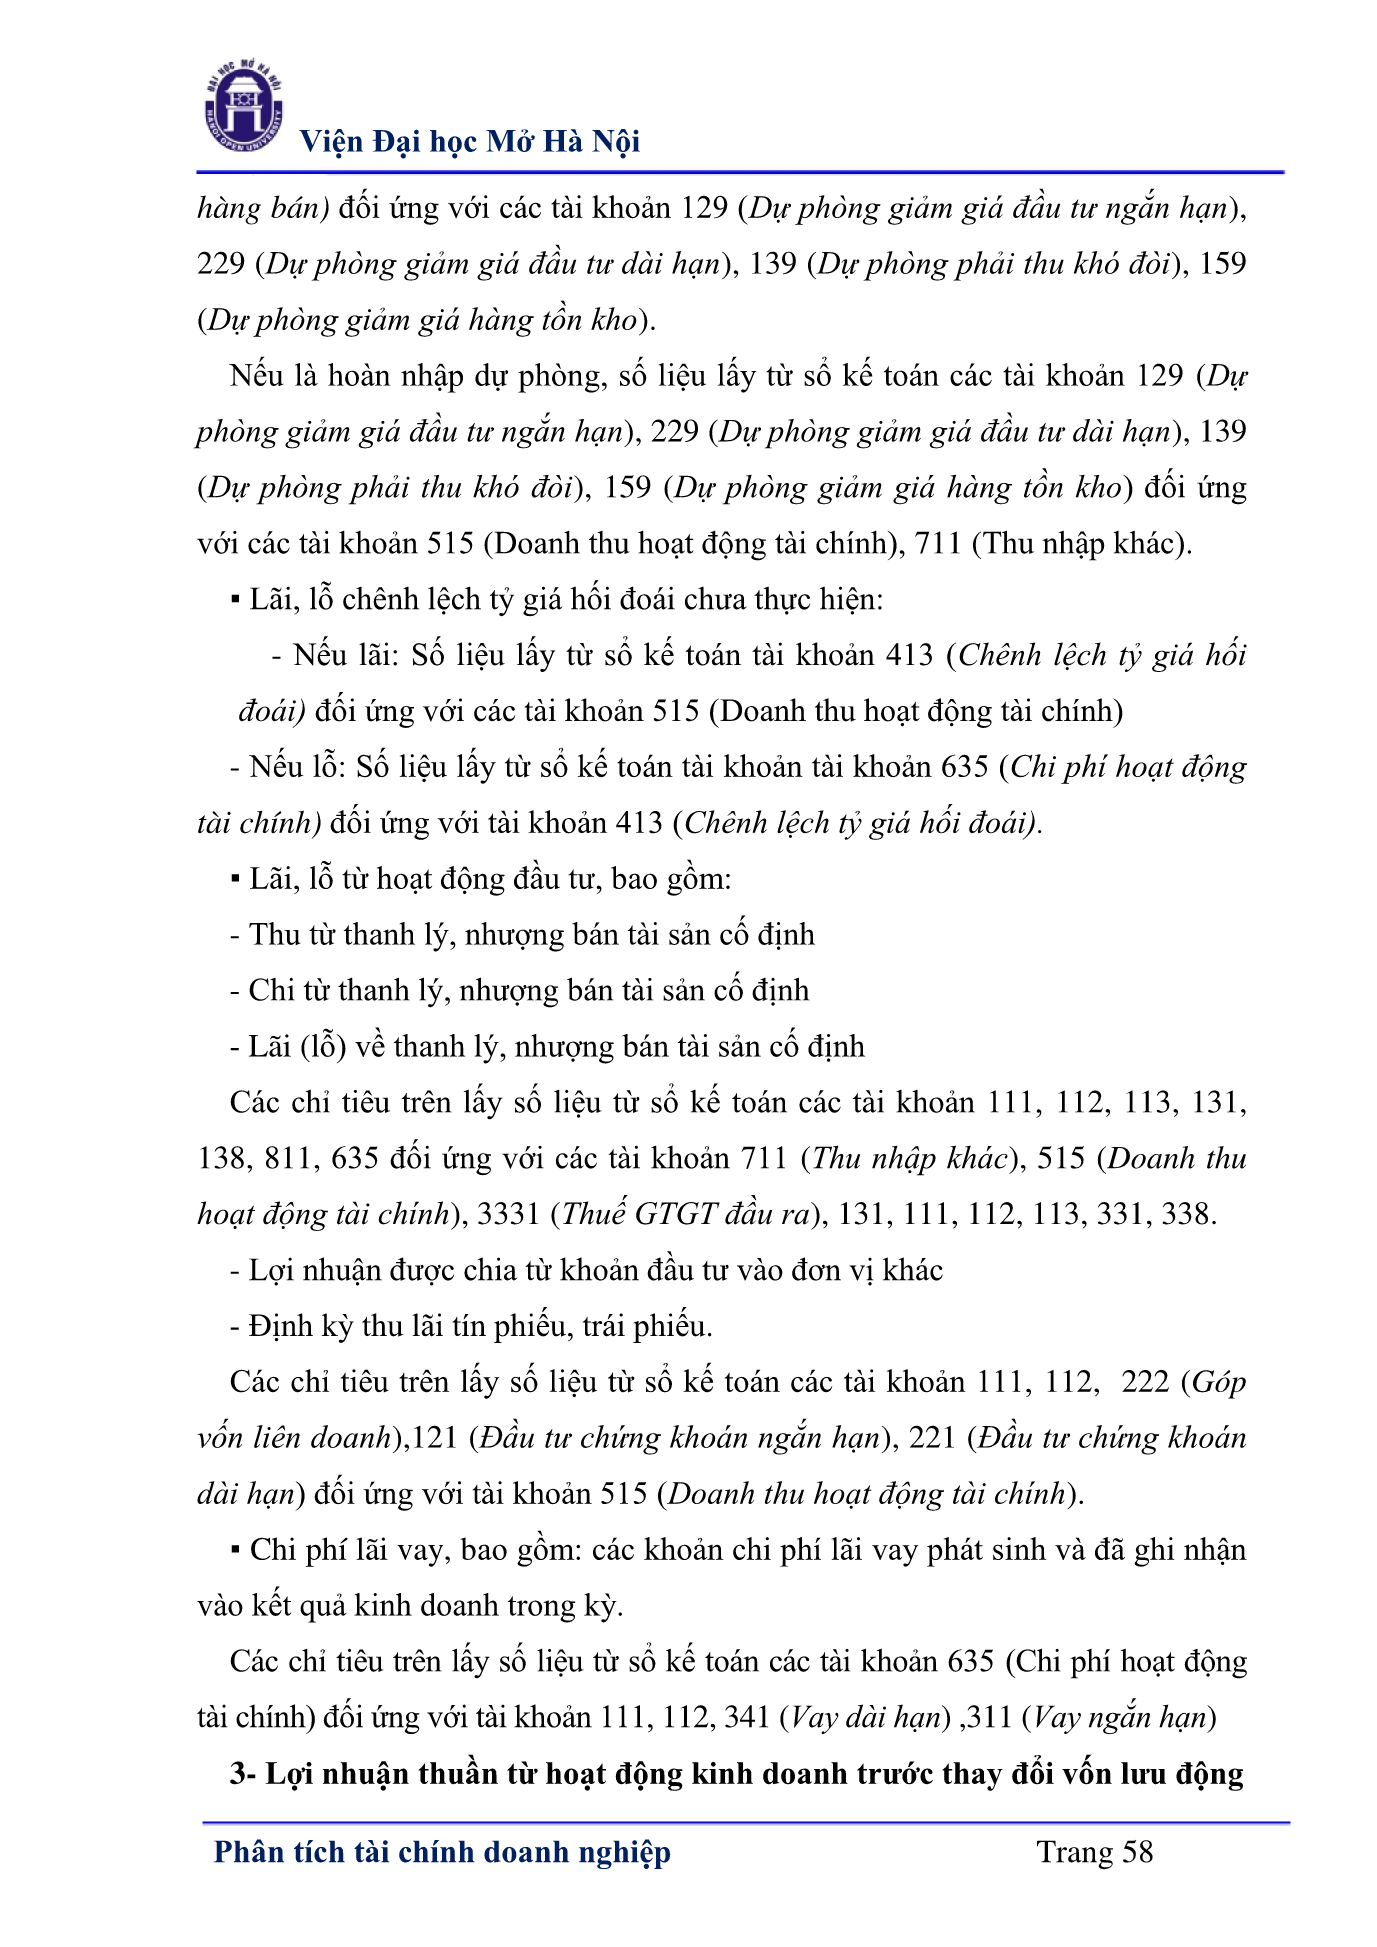 ĐẠI HỌC MỞ HÀ NỘI
HANOI OPEN UNIVERSITY
Viện Đại học Mở Hà Nội
hàng bán) đối ứng với các tài khoản 129 (Dự phòng giảm giá đầu tư ngắn hạn),
229 (Dự phòng giảm giá đầu tư dài hạn), 139 (Dự phòng phải thu khó đòi), 159
(Dự phòng giảm giá hàng tồn kho).
Nếu là hoàn nhập dự phòng, số liệu lấy từ sổ kế toán các tài khoản 129 (Dự
phòng giảm giá đầu tư ngắn hạn), 229 (Dự phòng giảm giá đầu tư dài hạn), 139
(Dự phòng phải thu khó đòi), 159 (Dự phòng giảm giá hàng tồn kho) đối ứng
với các tài khoản 515 (Doanh thu hoạt động tài chính), 711 (Thu nhập khác).
▪ Lãi, lỗ chênh lệch tỷ giá hối đoái chưa thực hiện:
- Nếu lãi: Số liệu lấy từ sổ kế toán tài khoản 413 (Chênh lệch tỷ giá hối
đoái) đối ứng với các tài khoản 515 (Doanh thu hoạt động tài chính)
- Nếu lỗ: Số liệu lấy từ sổ kế toán tài khoản tài khoản 635 (Chi phí hoạt động
tài chính) đối ứng với tài khoản 413 (Chênh lệch tỷ giá hối đoái).
▪ Lãi, lỗ từ hoạt động đầu tư, bao gồm:
- Thu từ thanh lý, nhượng bán tài sản cố định
- Chi từ thanh lý, nhượng bán tài sản cố định
- Lãi (lỗ) về thanh lý, nhượng bán tài sản cố định
Các chỉ tiêu trên lấy số liệu từ sổ kế toán các tài khoản 111, 112, 113, 131,
138, 811, 635 đối ứng với các tài khoản 711 (Thu nhập khác), 515 (Doanh thu
hoạt động tài chính), 3331 (Thuế GTGT đầu ra), 131, 111, 112, 113, 331, 338.
- Lợi nhuận được chia từ khoản đầu tư vào đơn vị khác
- Định kỳ thu lãi tín phiếu, trái phiếu.
Các chỉ tiêu trên lấy số liệu từ sổ kế toán các tài khoản 111, 112, 222 (Góp
vốn liên doanh),121 (Đầu tư chứng khoán ngắn hạn), 221 (Đầu tư chứng khoán
dài hạn) đối ứng với tài khoản 515 (Doanh thu hoạt động tài chính).
▪ Chi phí lãi vay, bao gồm: các khoản chi phí lãi vay phát sinh và đã ghi nhận
vào kết quả kinh doanh trong kỳ.
Các chỉ tiêu trên lấy số liệu từ sổ kế toán các tài khoản 635 (Chi phí hoạt động
tài chính) đối ứng với tài khoản 111, 112, 341 (Vay dài hạn) ,311 (Vay ngắn hạn)
3- Lợi nhuận thuần từ hoạt động kinh doanh trước thay đổi vốn lưu động
Phân tích tài chính doanh nghiệp Trang 58